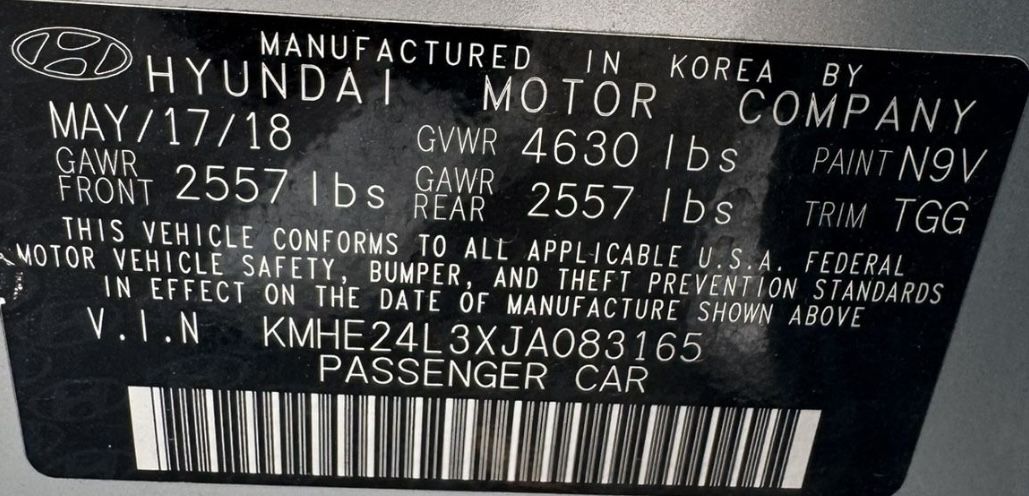 MANUFACTURED IN KOREA BY
HYUNDAI MOTOR COMPANY
MAY/17/18 GVWR 4630 lbs PAINT N9V
GAWR FRONT 2557 lbs GAWR REAR 2557 lbs TRIM TGG
THIS VEHICLE CONFORMS TO ALL APPLICABLE U.S.A. FEDERAL
MOTOR VEHICLE SAFETY, BUMPER, AND THEFT PREVENTION STANDARDS
IN EFFECT ON THE DATE OF MANUFACTURE SHOWN ABOVE
V.I.N KMHE24L3XJA083165
PASSENGER CAR